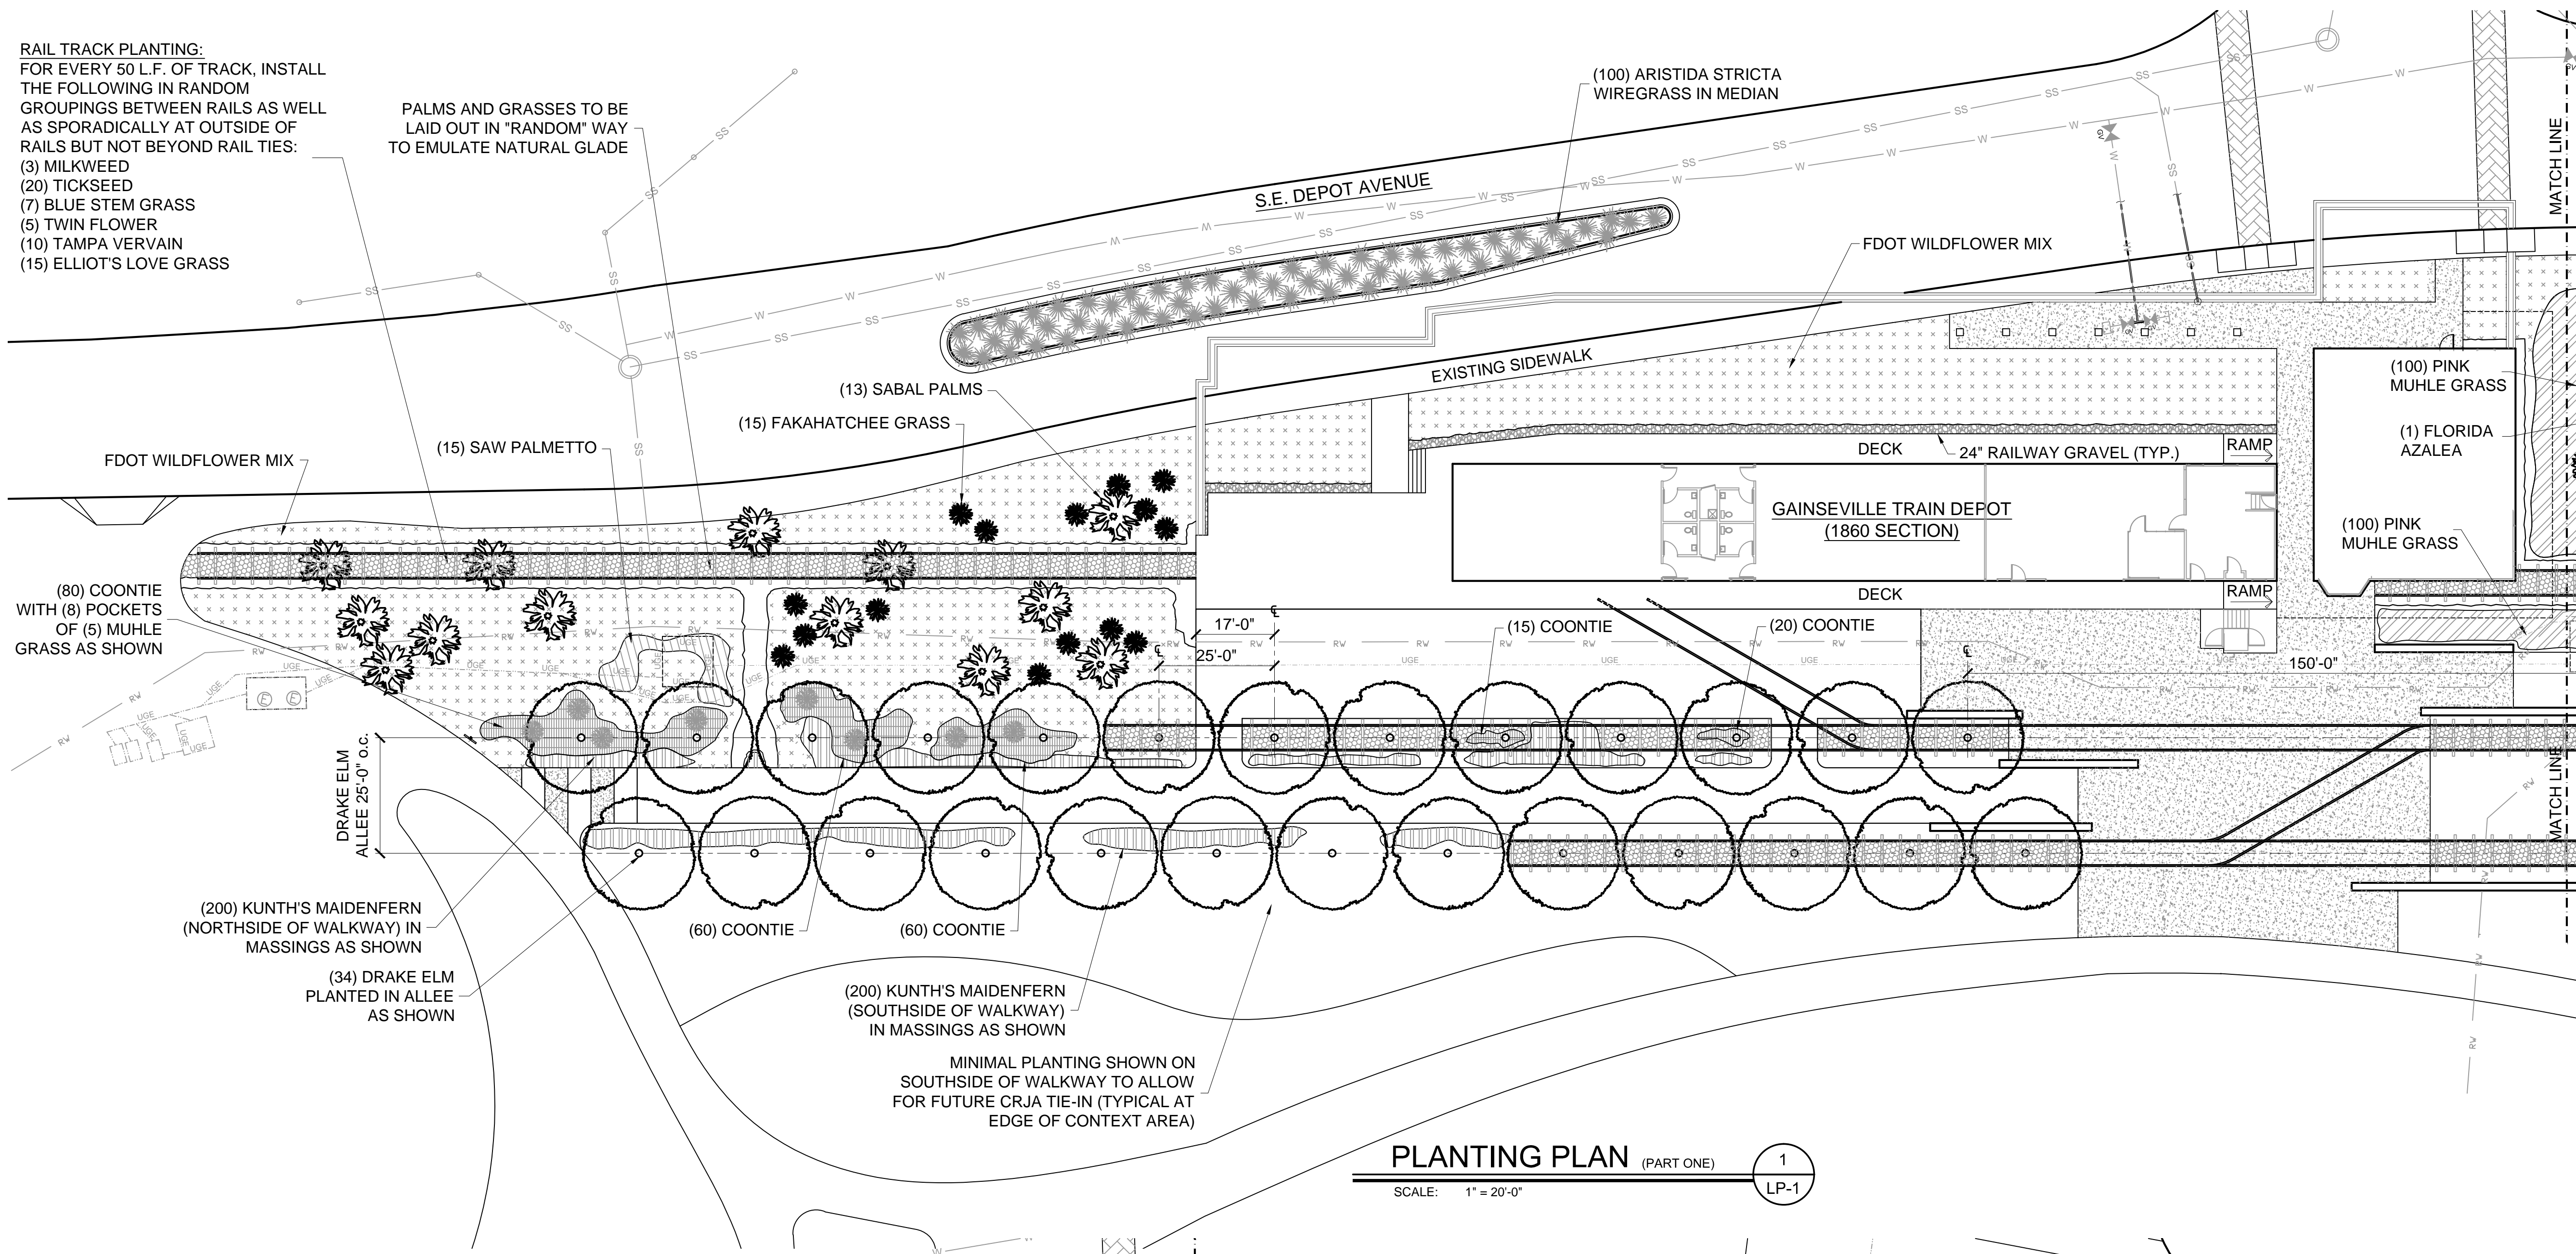 RAIL TRACK PLANTING:
FOR EVERY 50 L.F. OF TRACK, INSTALL
THE FOLLOWING IN RANDOM
GROUPINGS BETWEEN RAILS AS WELL
AS SPORADICALLY AT OUTSIDE OF
RAILS BUT NOT BEYOND RAIL TIES:
(3) MILKWEED
(20) TICKSEED
(7) BLUE STEM GRASS
(5) TWIN FLOWER
(10) TAMPA VERVAIN
(15) ELLIOT'S LOVE GRASS
PALMS AND GRASSES TO BE
LAID OUT IN "RANDOM" WAY
TO EMULATE NATURAL GLADE
(100) ARISTIDA STRICTA
WIREGRASS IN MEDIAN
S.E. DEPOT AVENUE
FDOT WILDFLOWER MIX
MATCH LINE
EXISTING SIDEWALK
(13) SABAL PALMS
(15) FAKAHATCHEE GRASS
(15) SAW PALMETTO
FDOT WILDFLOWER MIX
DECK
24" RAILWAY GRAVEL (TYP.)
RAMP
(100) PINK
MUHLE GRASS
(1) FLORIDA
AZALEA
GAINSEVILLE TRAIN DEPOT
(1860 SECTION)
(100) PINK
MUHLE GRASS
DECK
RAMP
(80) COONTIE
WITH (8) POCKETS
OF (5) MUHLE
GRASS AS SHOWN
17'-0"
25'-0"
(15) COONTIE
(20) COONTIE
150'-0"
DRAKE ELM
ALLEE 25'-0" o.c.
MATCH LINE
(200) KUNTH'S MAIDENFERN
(NORTHSIDE OF WALKWAY) IN
MASSINGS AS SHOWN
(60) COONTIE
(60) COONTIE
(34) DRAKE ELM
PLANTED IN ALLEE
AS SHOWN
(200) KUNTH'S MAIDENFERN
(SOUTHSIDE OF WALKWAY)
IN MASSINGS AS SHOWN
MINIMAL PLANTING SHOWN ON
SOUTHSIDE OF WALKWAY TO ALLOW
FOR FUTURE CRJA TIE-IN (TYPICAL AT
EDGE OF CONTEXT AREA)
PLANTING PLAN (PART ONE)
SCALE: 1" = 20'-0"
1
LP-1